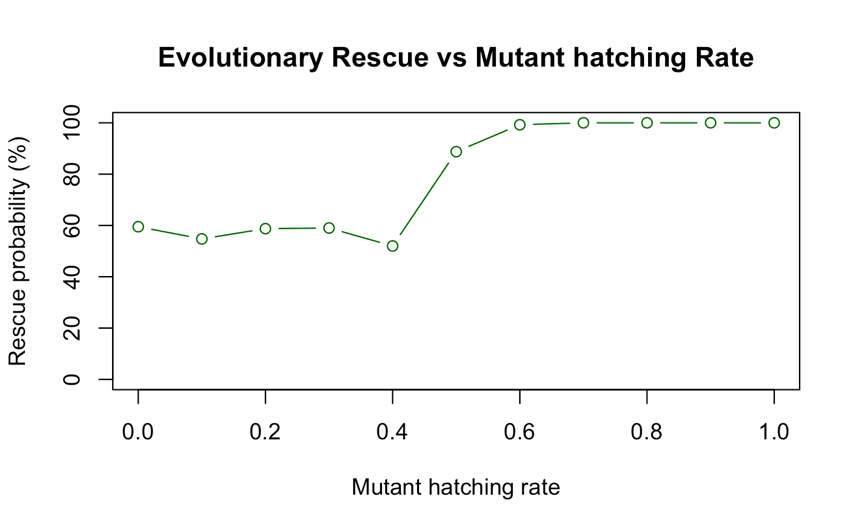 Evolutionary Rescue vs Mutant hatching Rate
Rescue probability (%)
100
80
60
40
20
0
0.0 0.2 0.4 0.6 0.8 1.0
Mutant hatching rate